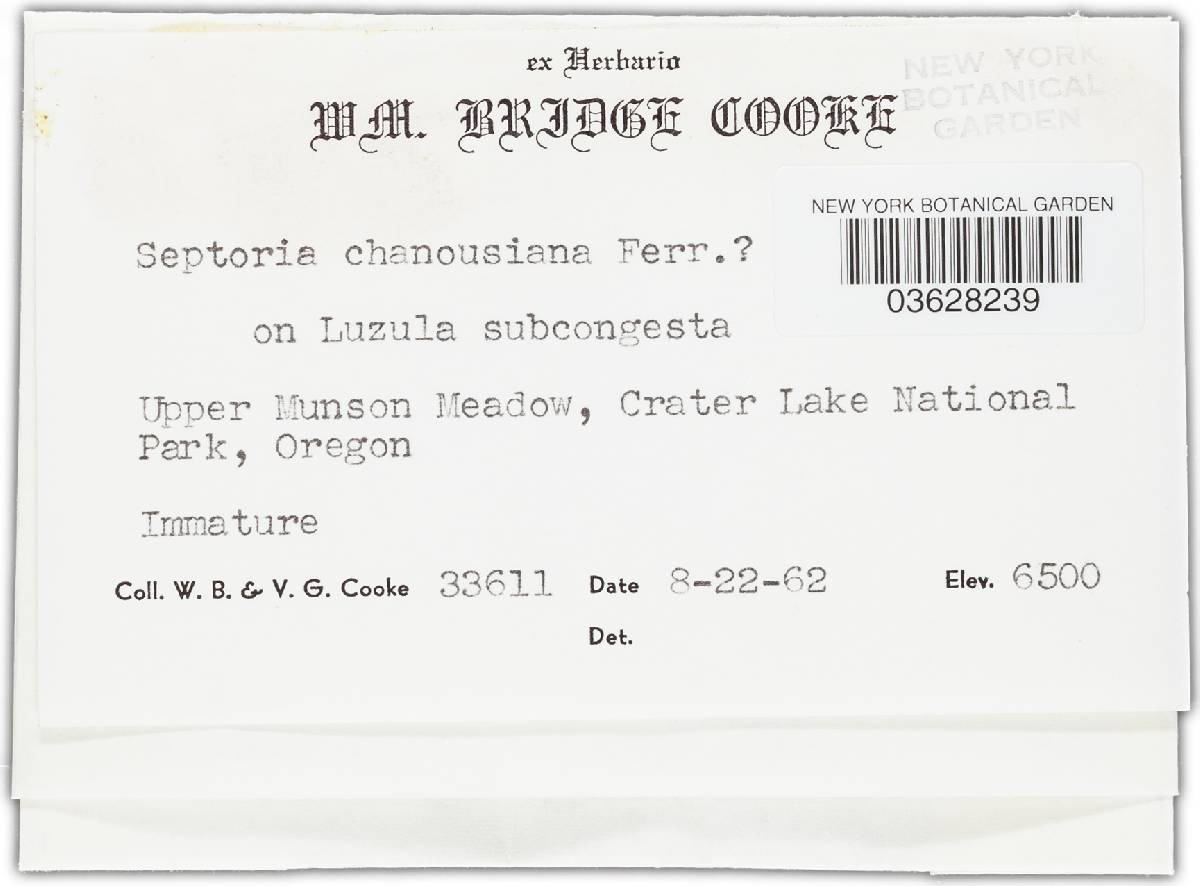 ex Herbario
WM. BRIDGE COOKE
NEW YORK
BOTANICAL
GARDEN
NEW YORK BOTANICAL GARDEN
03628239
Septoria chanousiana Ferr.?
on Luzula subcongesta
Upper Munson Meadow, Crater Lake National
Park, Oregon
Immature
Coll. W. B. & V. G. Cooke 33611 Date 8-22-62 Elev. 6500
Det.